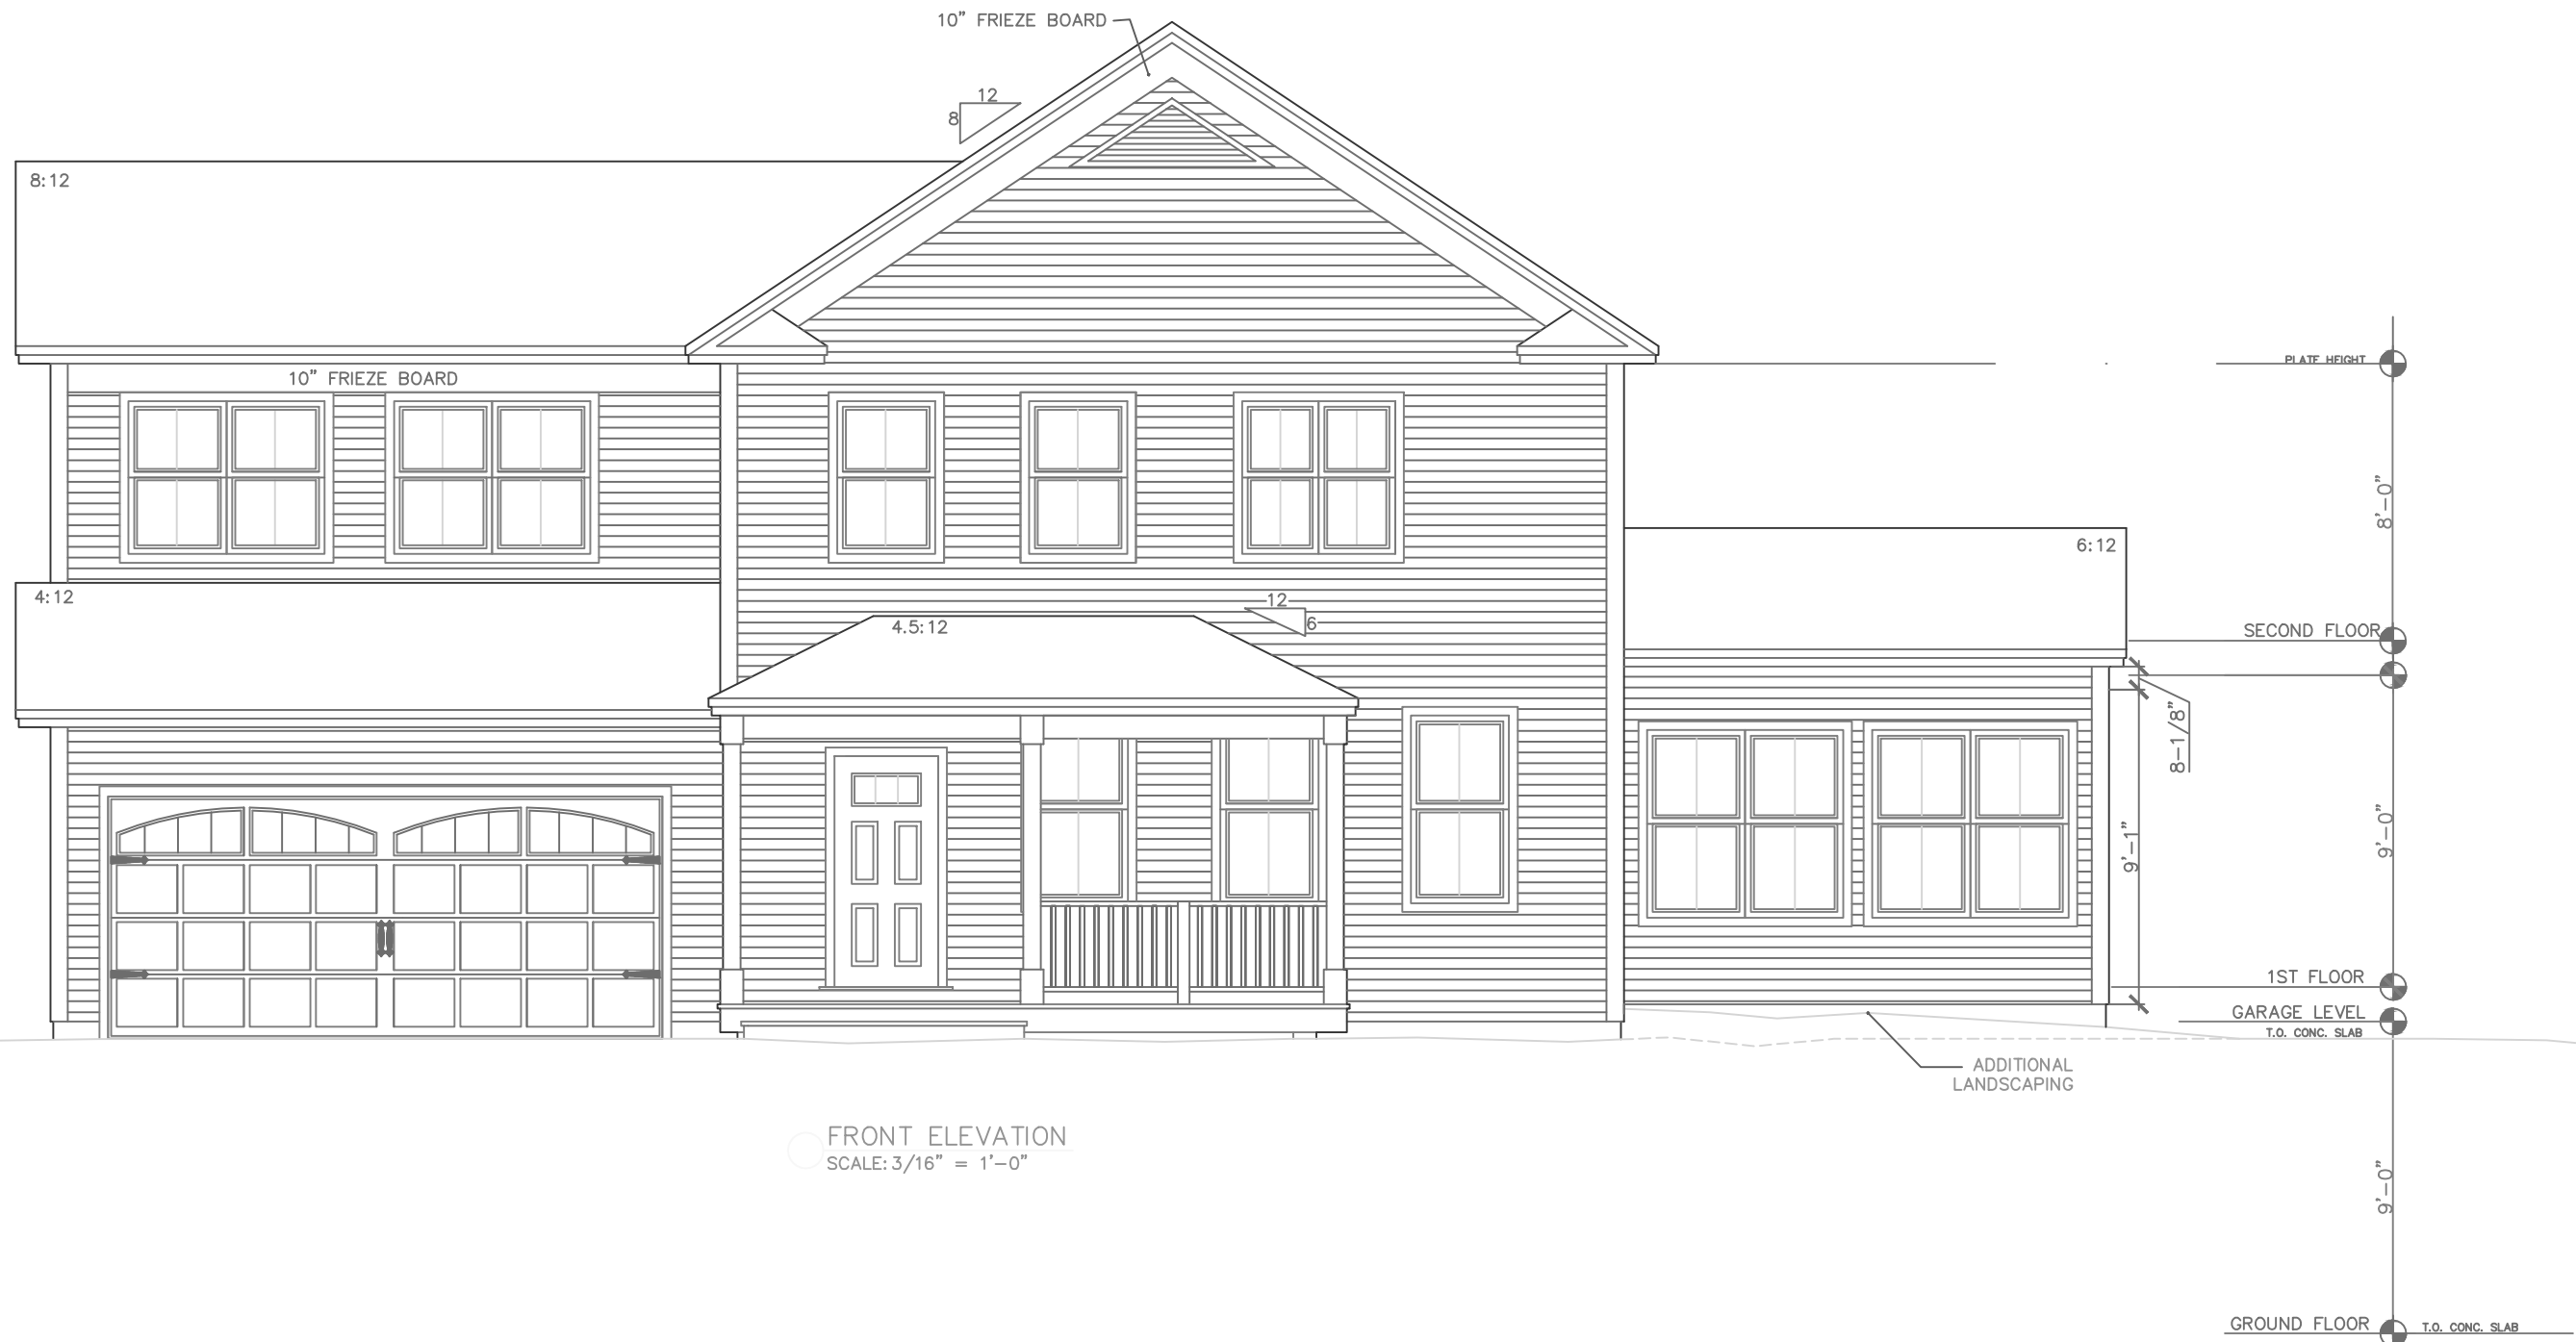 10" FRIEZE BOARD
12
8
8:12
10" FRIEZE BOARD
PLATE HEIGHT
8'-0"
6:12
4:12
12
6
4.5:12
SECOND FLOOR
8-1/8"
9'-0"
9'-1"
1ST FLOOR
GARAGE LEVEL
T.O. CONC. SLAB
ADDITIONAL
LANDSCAPING
FRONT ELEVATION
SCALE: 3/16" = 1'-0"
9'-0"
GROUND FLOOR
T.O. CONC. SLAB